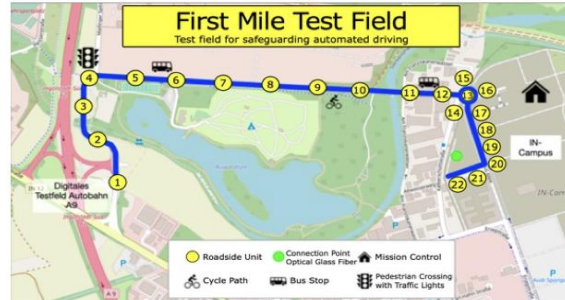 First Mile Test Field
Test field for safeguarding automated driving
4
5
6
7
8
9
10
11
12
13
14
15
16
17
18
19
20
21
22
3
2
1
IN-
Campus
Digitales
Testfeld Autobahn
A9
A 9
Roadside Unit
Connection Point
Optical Glass Fiber
Mission Control
Cycle Path
Bus Stop
Pedestrian Crossing
with Traffic Lights